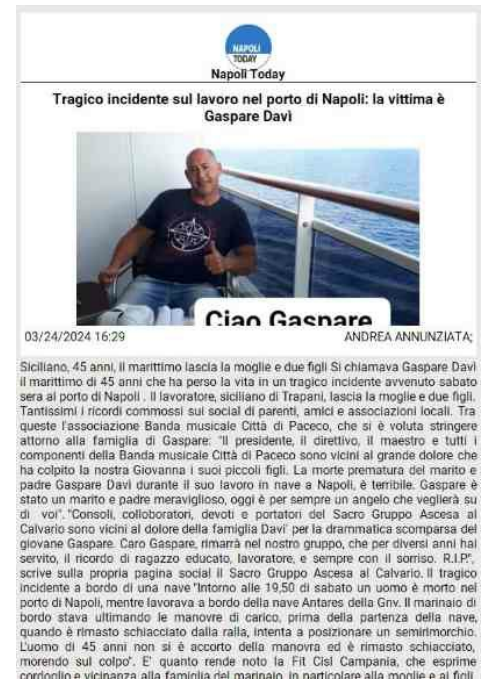 NAPOLI
TODAY
Napoli Today
Tragico incidente sul lavoro nel porto di Napoli: la vittima è
Gaspare Davì
Ciao Gaspare
03/24/2024 16:29
ANDREA ANNUNZIATA;
Siciliano, 45 anni, il marittimo lascia la moglie e due figli Si chiamava Gaspare Davì
il marittimo di 45 anni che ha perso la vita in un tragico incidente avvenuto sabato
sera al porto di Napoli . Il lavoratore, siciliano di Trapani, lascia la moglie e due figli.
Tantissimi i ricordi commossi sui social di parenti, amici e associazioni locali. Tra
queste l'associazione Banda musicale Città di Paceco, che si è voluta stringere
attorno alla famiglia di Gaspare: "Il presidente, il direttivo, il maestro e tutti i
componenti della Banda musicale Città di Paceco sono vicini al grande dolore che
ha colpito la nostra Giovanna i suoi piccoli figli. La morte prematura del marito e
padre Gaspare Davì durante il suo lavoro in nave a Napoli, è terribile. Gaspare è
stato un marito e padre meraviglioso, oggi è per sempre un angelo che veglierà su
di voi". "Consoli, colloboratori, devoti e portatori del Sacro Gruppo Ascesa al
Calvario sono vicini al dolore della famiglia Davi' per la drammatica scomparsa del
giovane Gaspare. Caro Gaspare, rimarrà nel nostro gruppo, che per diversi anni hai
servito, il ricordo di ragazzo educato, lavoratore, e sempre con il sorriso. R.I.P.",
scrive sulla propria pagina social il Sacro Gruppo Ascesa al Calvario. Il tragico
incidente a bordo di una nave "Intorno alle 19,50 di sabato un uomo è morto nel
porto di Napoli, mentre lavorava a bordo della nave Antares della Gnv. Il marinaio di
bordo stava ultimando le manovre di carico, prima della partenza della nave,
quando è rimasto schiacciato dalla ralla, intenta a posizionare un semirimorchio.
L'uomo di 45 anni non si è accorto della manovra ed è rimasto schiacciato,
morendo sul colpo". E' quanto rende noto la Fit Cisl Campania, che esprime
cordoglio e vicinanza alla famiglia del marinaio, in particolare alla moglie e ai figli.